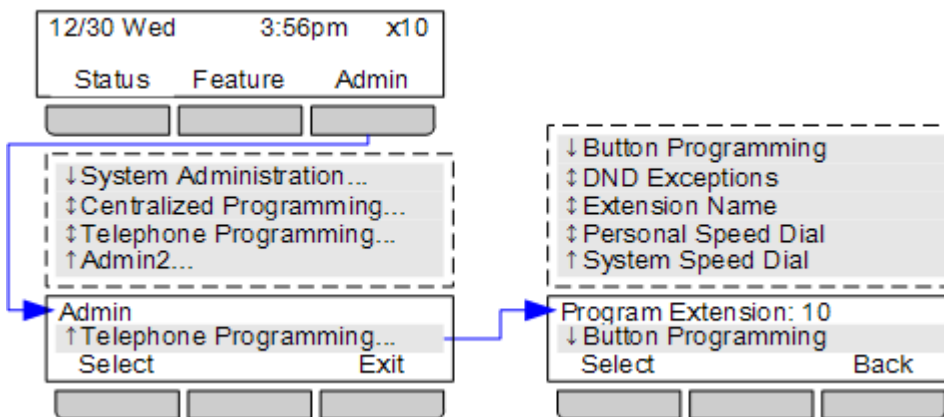 12/30 Wed 3:56pm x10
Status Feature Admin
↓System Administration...
↕Centralized Programming...
↕Telephone Programming...
↑Admin2...
Admin
↑Telephone Programming...
Select Exit
↓Button Programming
↕DND Exceptions
↕Extension Name
↕Personal Speed Dial
↑System Speed Dial
Program Extension: 10
↓Button Programming
Select Back